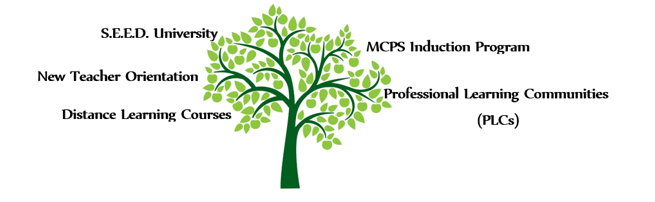 S.E.E.D. University
New Teacher Orientation
Distance Learning Courses
MCPS Induction Program
Professional Learning Communities
(PLCs)